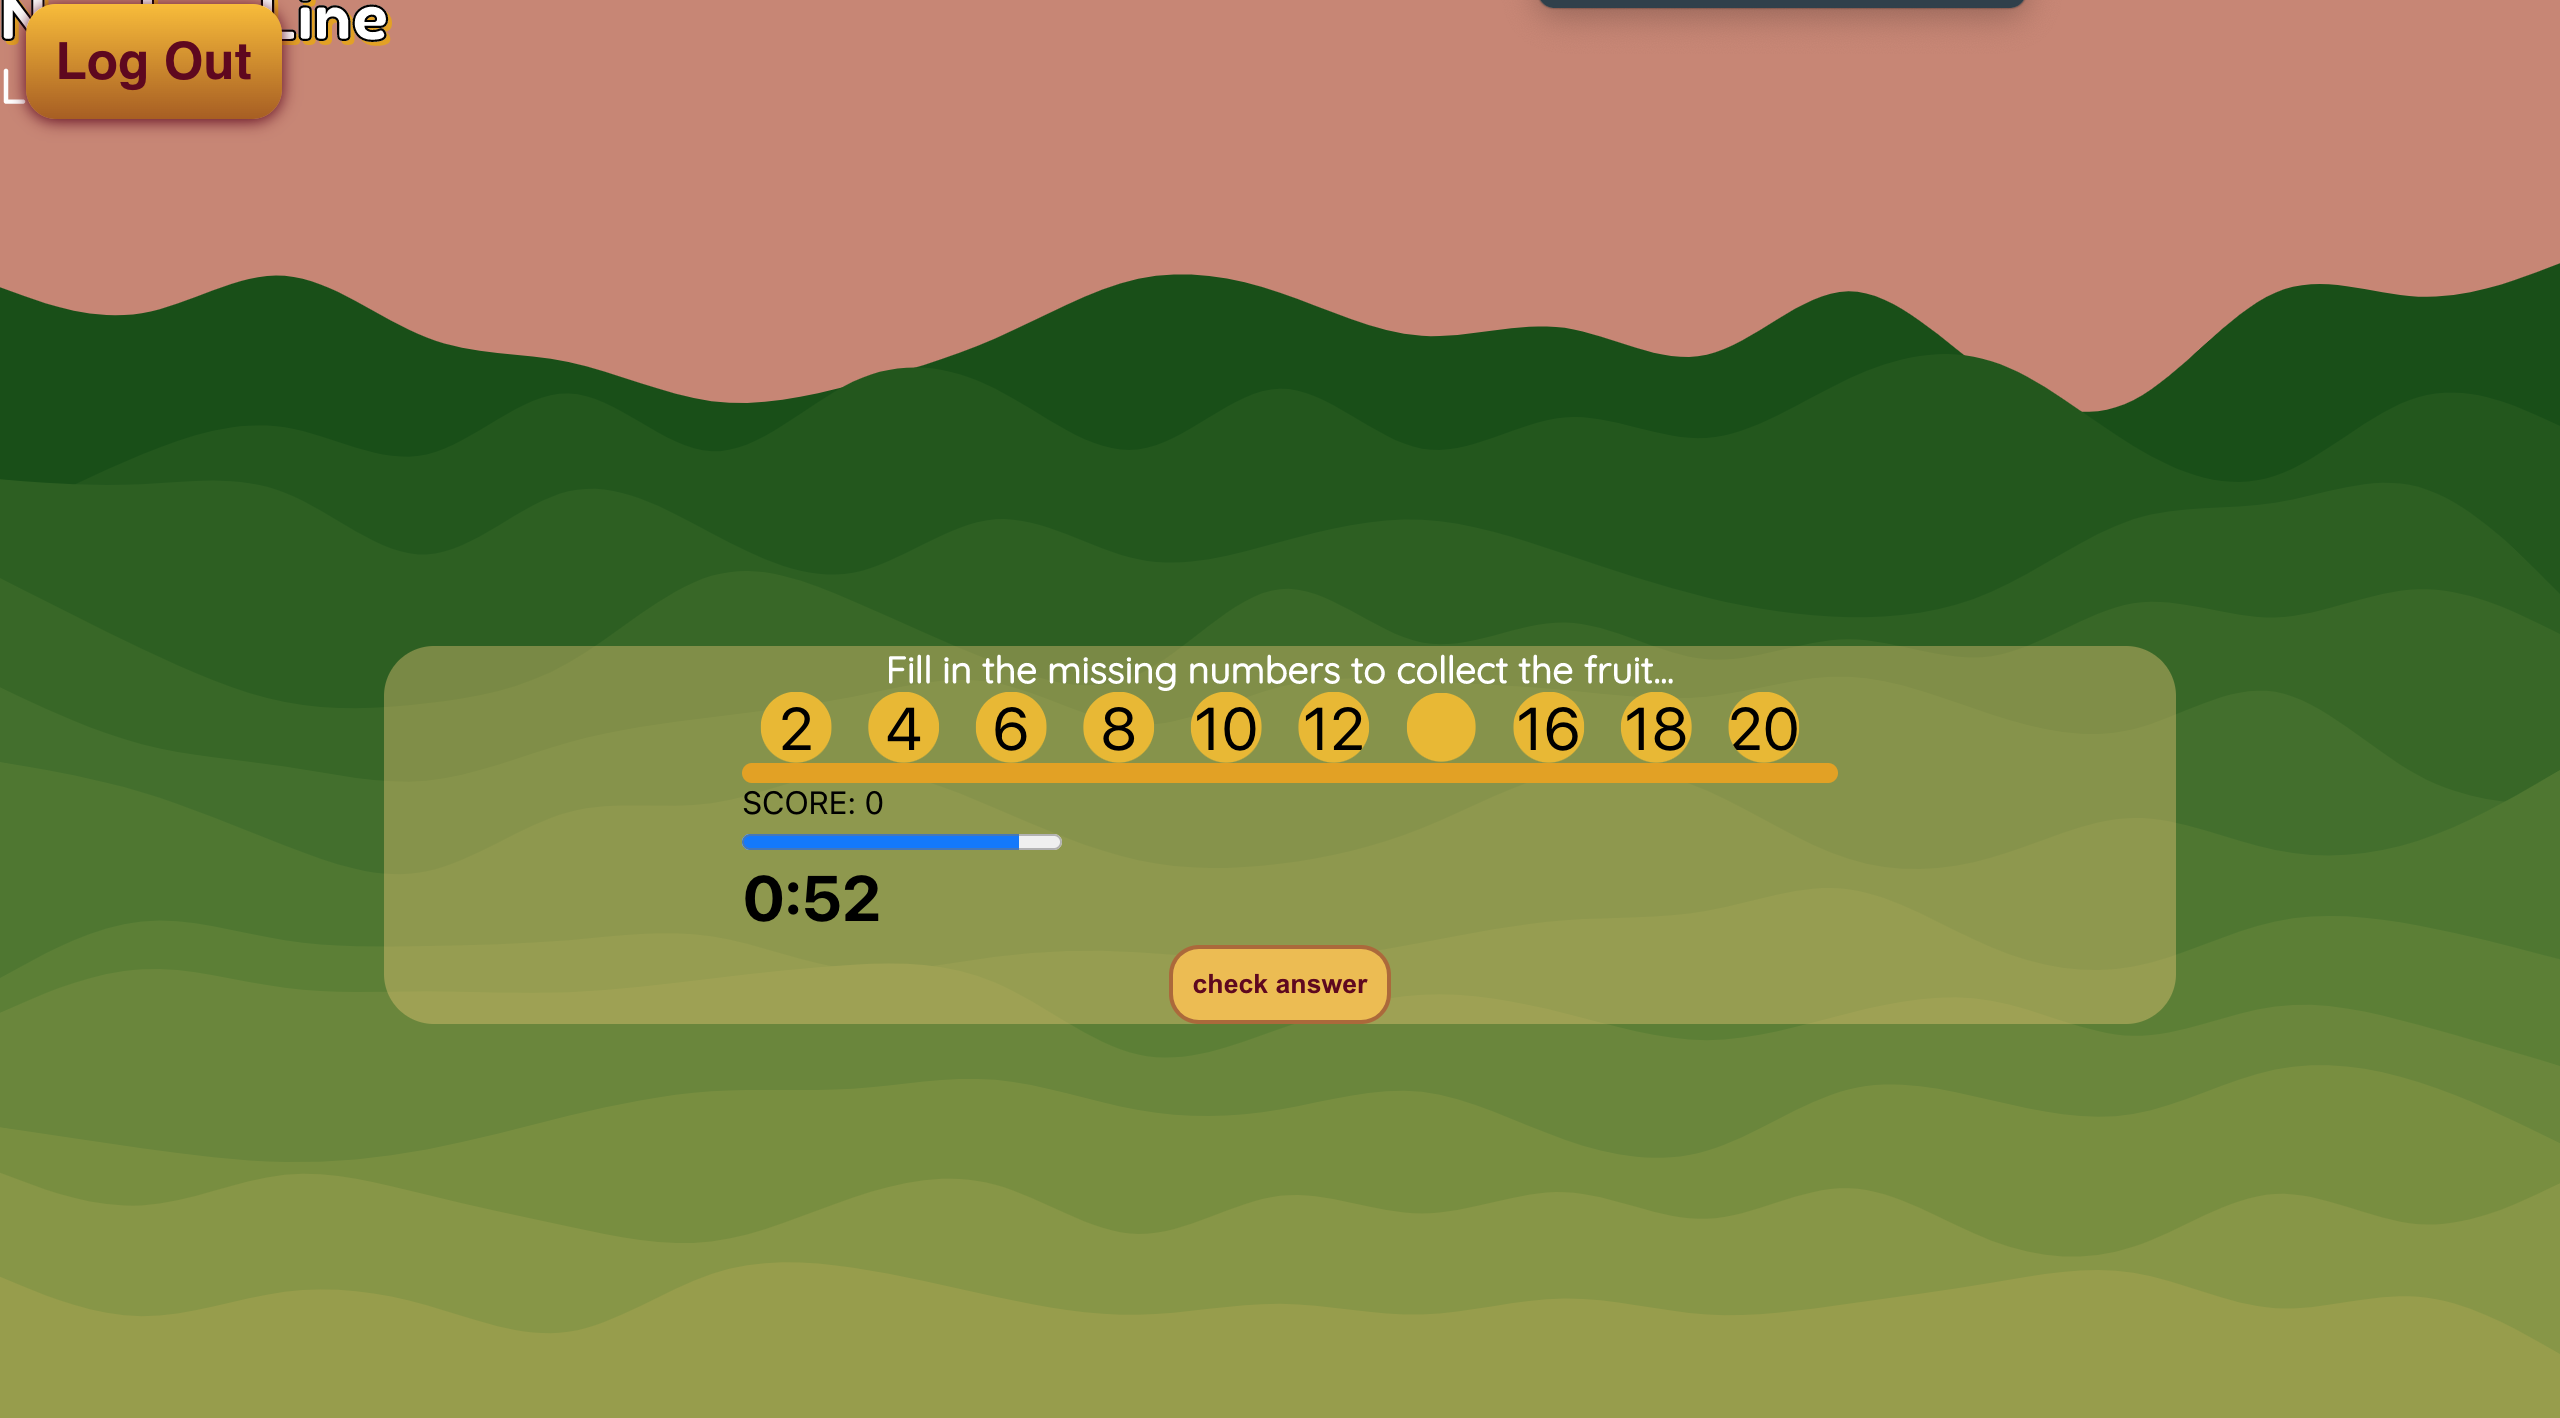 Line
Log Out
L
Fill in the missing numbers to collect the fruit...
2 4 6 8 10 12 16 18 20
SCORE: 0
0:52
check answer